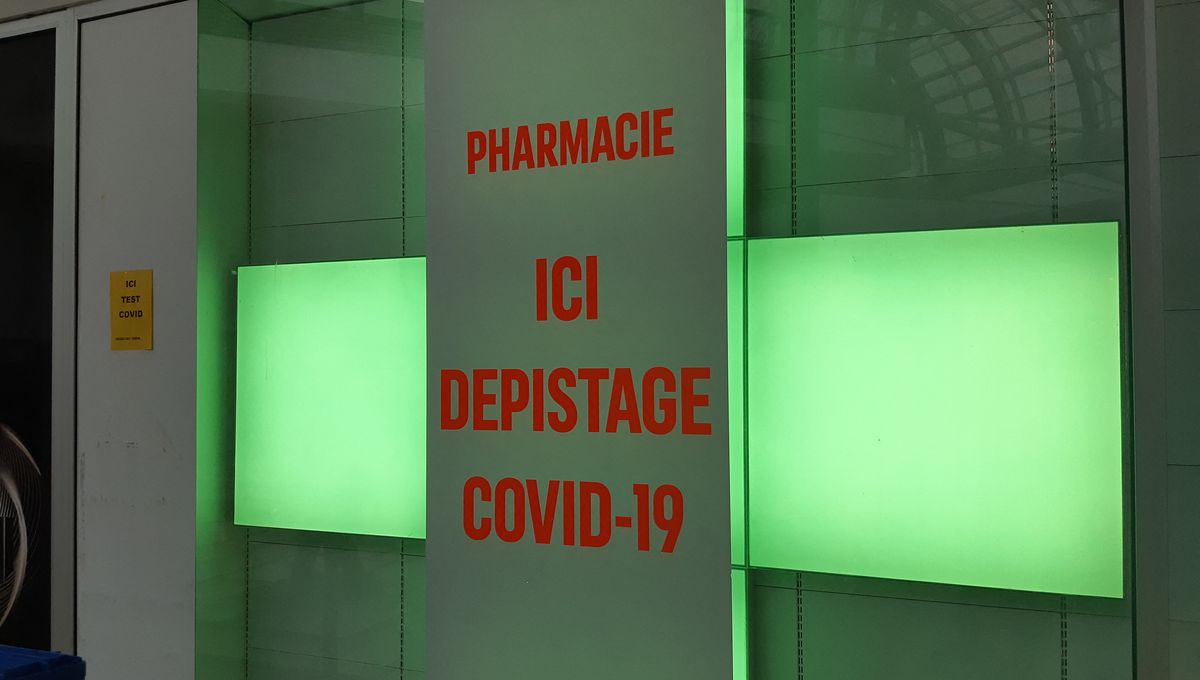 PHARMACIE
ICI
DEPISTAGE
COVID-19
ICI
TEST
COVID